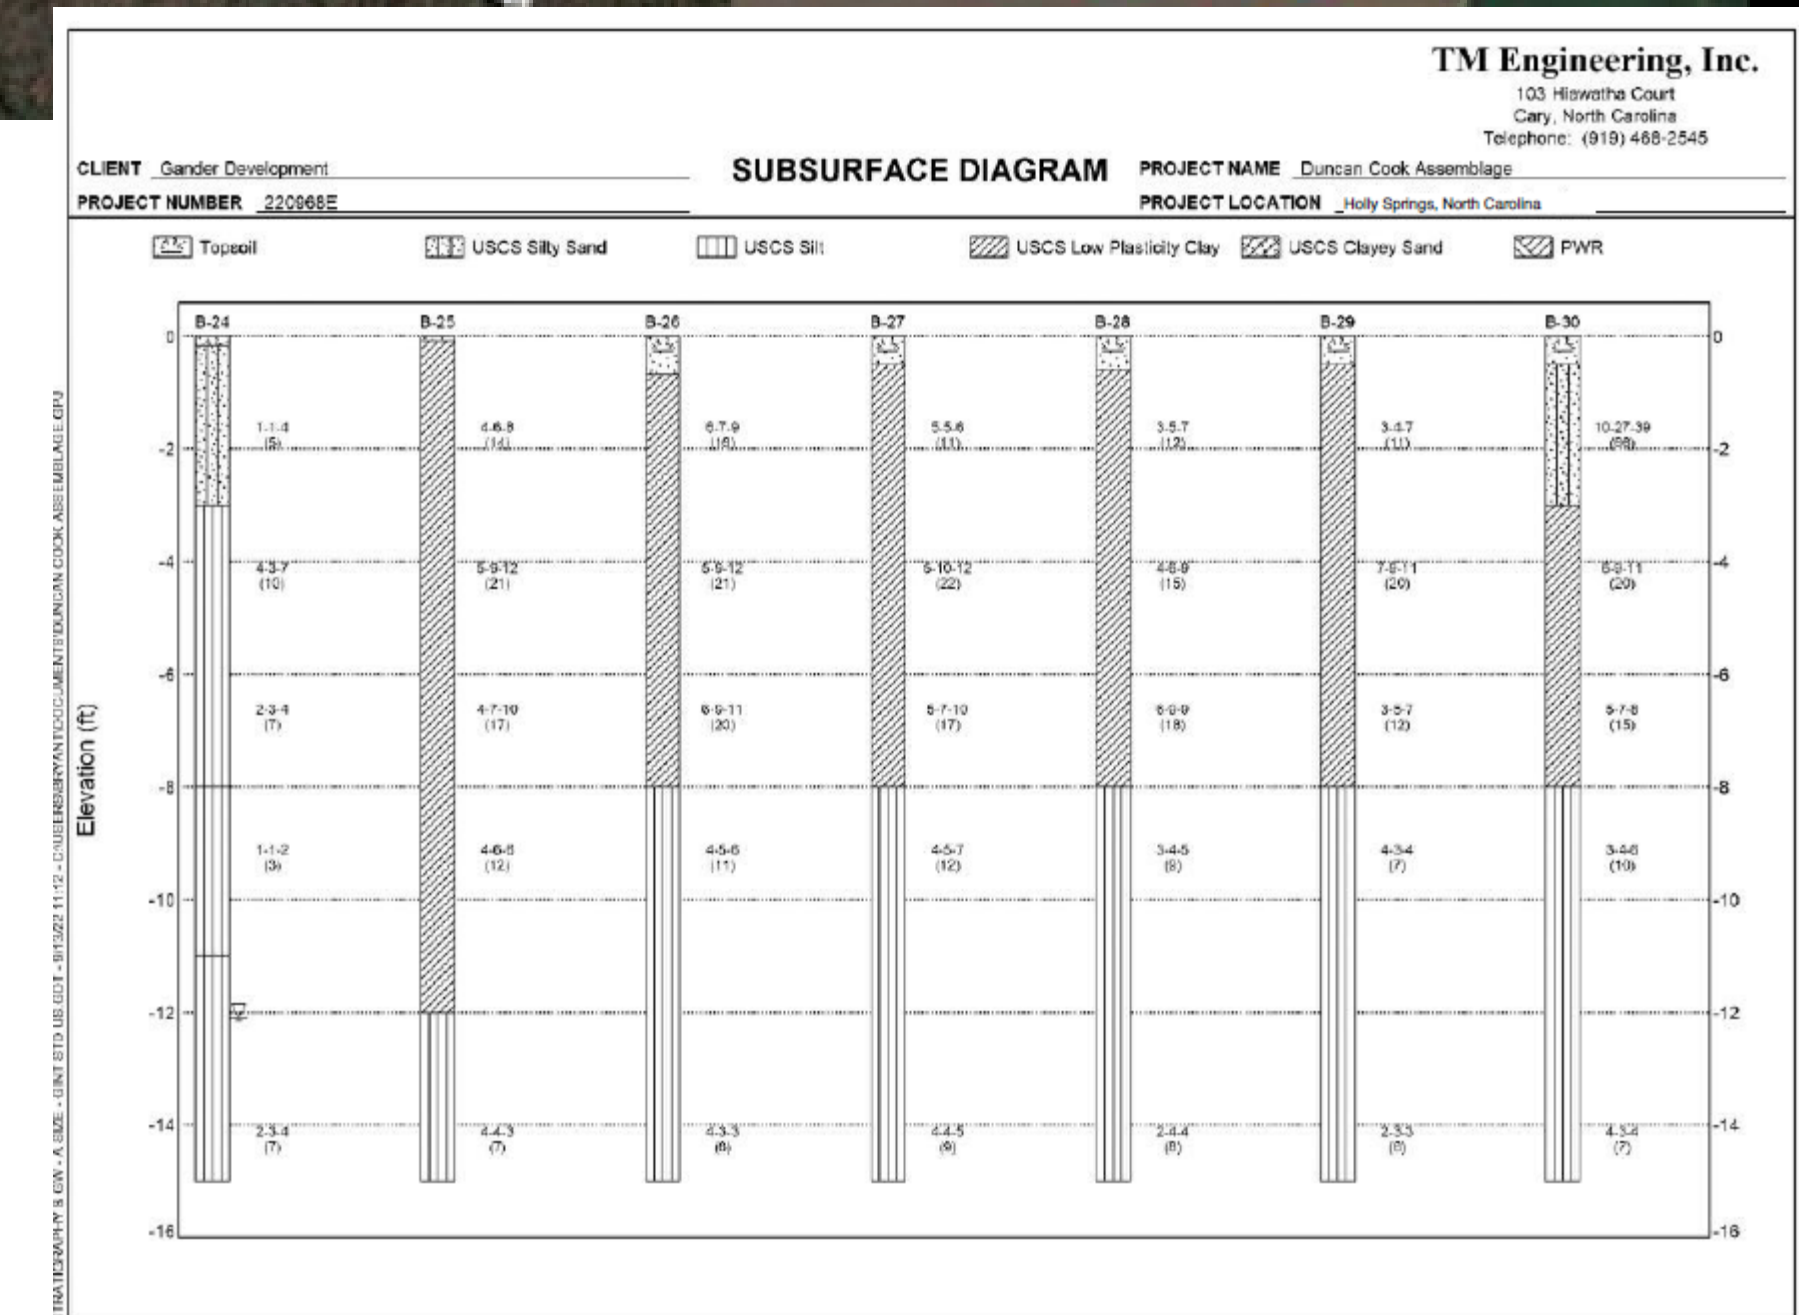 TM Engineering, Inc.
103 Hiawatha Court
Cary, North Carolina
Telephone: (919) 468-2545
CLIENT Gander Development
SUBSURFACE DIAGRAM
PROJECT NAME Duncan Cook Assemblage
PROJECT NUMBER 220968E
PROJECT LOCATION Holly Springs, North Carolina
Topsoil USCS Silty Sand USCS Silt USCS Low Plasticity Clay USCS Clayey Sand PWR
B-24 B-25 B-26 B-27 B-28 B-29 B-30
0 0
1-1-4 4-6-8 6-7-9 5-5-6 3-5-7 3-4-7 10-27-39
(5) (14) (16) (11) (12) (11)
-2 -2
-4 -4
4-3-7 5-9-12 5-9-12 4-6-9 6-9-11
(10) (21) (21) (22) (15) (20) (20)
-6 -6
2-3-4 4-7-10 6-9-11 5-7-10 3-5-7 5-7-8
(7) (17) (20) (17) (18) (12) (15)
-8 -8
1-1-2 4-6-6 4-5-6 4-5-7 3-4-5 4-3-4 3-4-6
(3) (12) (11) (12) (9) (7) (10)
-10 -10
-12 -12
-14 -14
2-3-4 4-4-3 4-3-3 4-4-5 2-4-4 2-3-3 4-3-4
(7) (7) (6) (9) (8) (6) (7)
-16 -16
Elevation (ft)